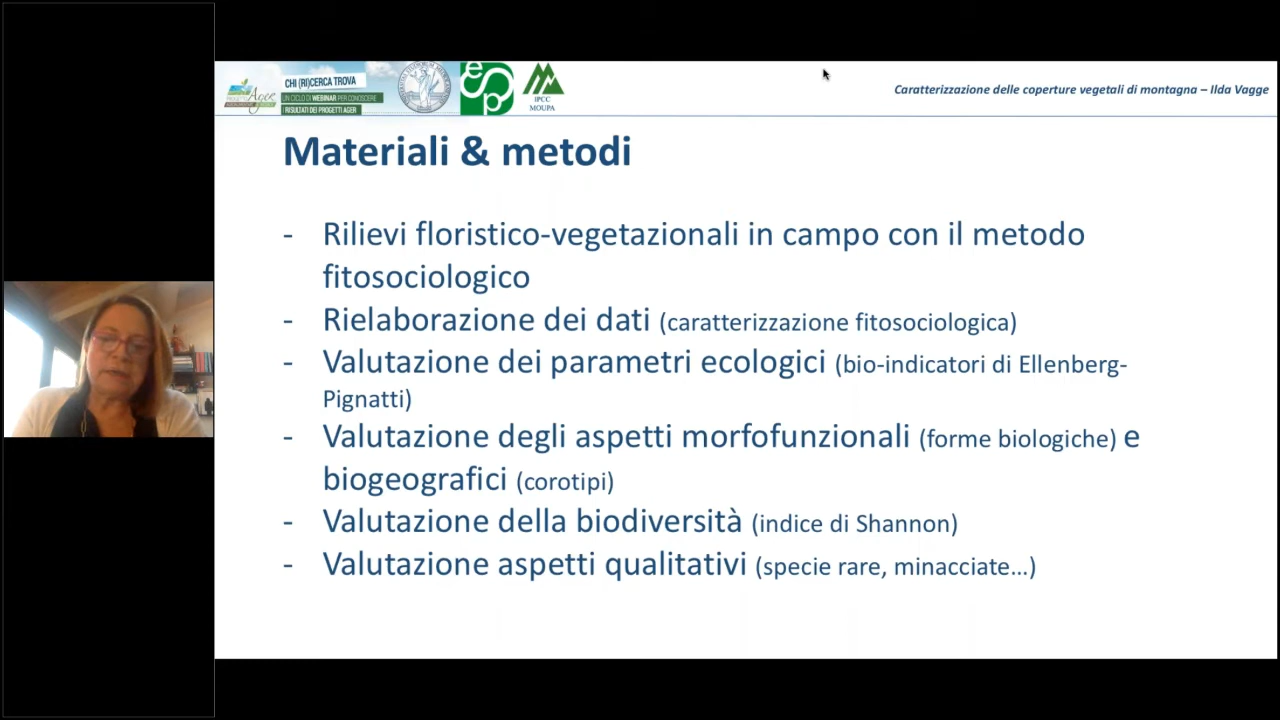 CHI (RI)CERCA TROVA
UN CICLO DI WEBINAR PER CONOSCERE
I RISULTATI DEI PROGETTI AGER
Ager
esp
IPCC
MOUPA
Caratterizzazione delle coperture vegetali di montagna – Ilda Vagge
Materiali & metodi
- Rilievi floristico-vegetazionali in campo con il metodo
fitosociologico
- Rielaborazione dei dati (caratterizzazione fitosociologica)
- Valutazione dei parametri ecologici (bio-indicatori di Ellenberg-
Pignatti)
- Valutazione degli aspetti morfofunzionali (forme biologiche) e
biogeografici (corotipi)
- Valutazione della biodiversità (indice di Shannon)
- Valutazione aspetti qualitativi (specie rare, minacciate...)